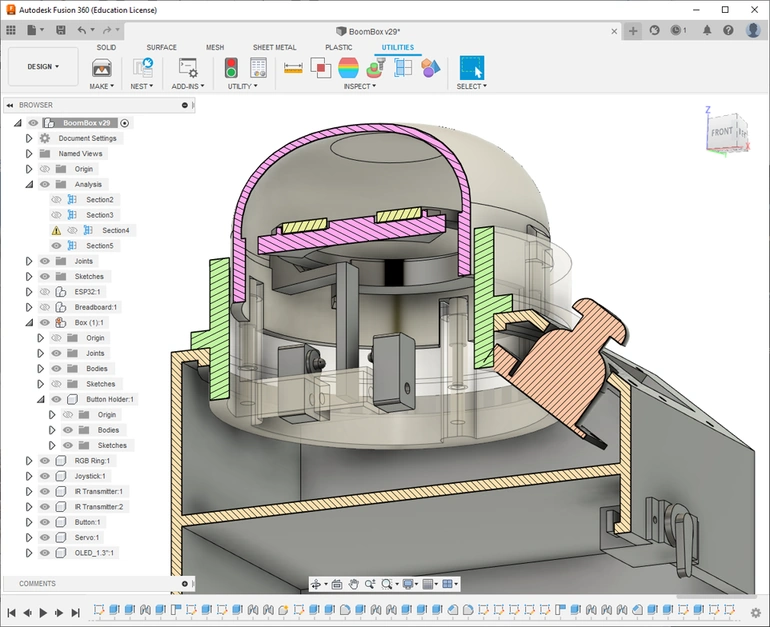 Autodesk Fusion 360 (Education License)
BoomBox v29*
1
SOLID SURFACE MESH SHEET METAL PLASTIC UTILITIES
DESIGN
MAKE NEST ADD-INS UTILITY INSPECT SELECT
BROWSER
BoomBox v29
Document Settings
Named Views
Origin
Analysis
Section2
Section3
Section4
Section5
Joints
Sketches
ESP32:1
Breadboard:1
Box (1):1
Origin
Joints
Bodies
Sketches
Button Holder:1
Origin
Bodies
Sketches
RGB Ring:1
Joystick:1
IR Transmitter:1
IR Transmitter:2
Button:1
Servo:1
OLED_1.3":1
COMMENTS
Z
FRONT
X